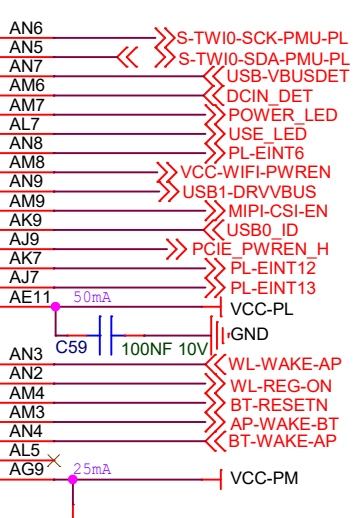 AN6 S-TWI0-SCK-PMU-PL
AN5 S-TWI0-SDA-PMU-PL
AN7 USB-VBUSDET
AM6 DCIN_DET
AM7 POWER_LED
AL7 USE_LED
AN8 PL-EINT6
AM8 VCC-WIFI-PWREN
AN9 USB1-DRVVBUS
AM9 MIPI-CSI-EN
AK9 USB0_ID
AJ9 PCIE_PWREN_H
AK7 PL-EINT12
AJ7 PL-EINT13
AE11 50mA VCC-PL
C59 100NF 10V GND
AN3 WL-WAKE-AP
AN2 WL-REG-ON
AM4 BT-RESETN
AM3 AP-WAKE-BT
AN4 BT-WAKE-AP
AL5
AG9 25mA VCC-PM